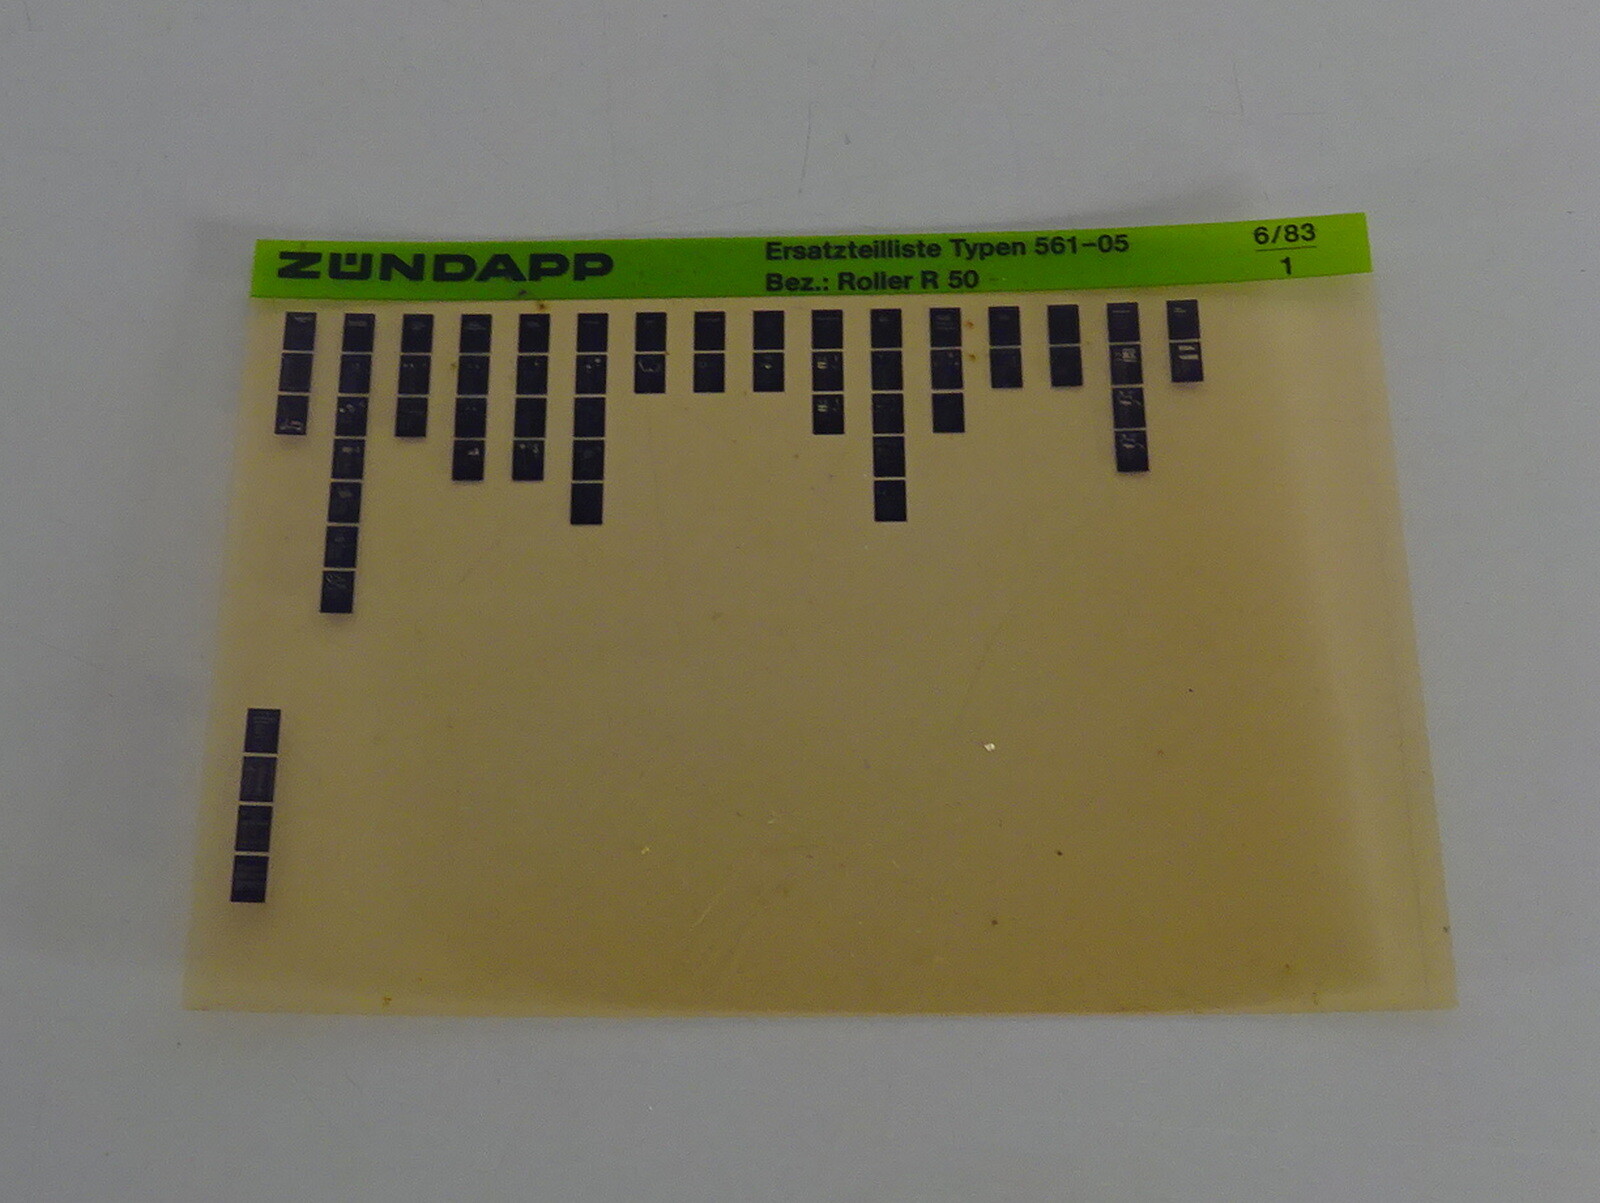 ZÜNDAPP
Ersatzteilliste Typen 561-05
Bez.: Roller R 50
6/83
1